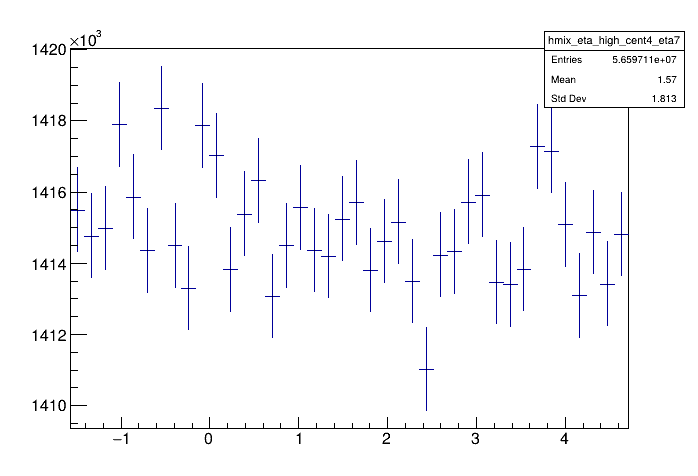 ×10³
hmix_eta_high_cent4_eta7
Entries 5.659711e+07
Mean 1.57
Std Dev 1.813
1420
1418
1416
1414
1412
1410
−1 0 1 2 3 4